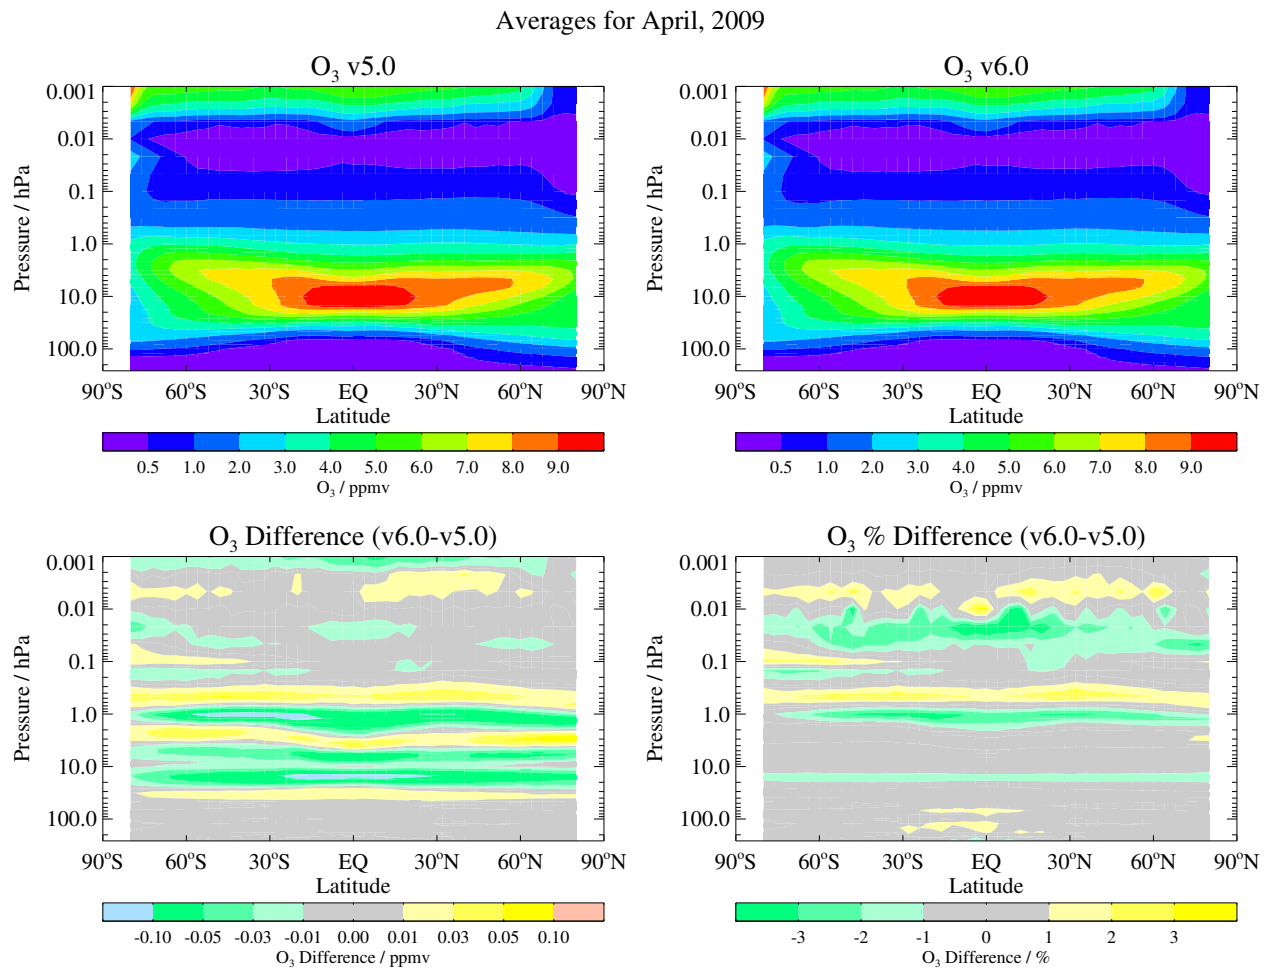 Averages for April, 2009
O3 v5.0
0.001
0.01
0.1
1.0
10.0
100.0
Pressure / hPa
90°S 60°S 30°S EQ 30°N 60°N 90°N
Latitude
0.5 1.0 2.0 3.0 4.0 5.0 6.0 7.0 8.0 9.0
O3 / ppmv
O3 v6.0
0.001
0.01
0.1
1.0
10.0
100.0
Pressure / hPa
90°S 60°S 30°S EQ 30°N 60°N 90°N
Latitude
0.5 1.0 2.0 3.0 4.0 5.0 6.0 7.0 8.0 9.0
O3 / ppmv
O3 Difference (v6.0-v5.0)
0.001
0.01
0.1
1.0
10.0
100.0
Pressure / hPa
90°S 60°S 30°S EQ 30°N 60°N 90°N
Latitude
-0.10 -0.05 -0.03 -0.01 0.00 0.01 0.03 0.05 0.10
O3 Difference / ppmv
O3 % Difference (v6.0-v5.0)
0.001
0.01
0.1
1.0
10.0
100.0
Pressure / hPa
90°S 60°S 30°S EQ 30°N 60°N 90°N
Latitude
-3 -2 -1 0 1 2 3
O3 Difference / %